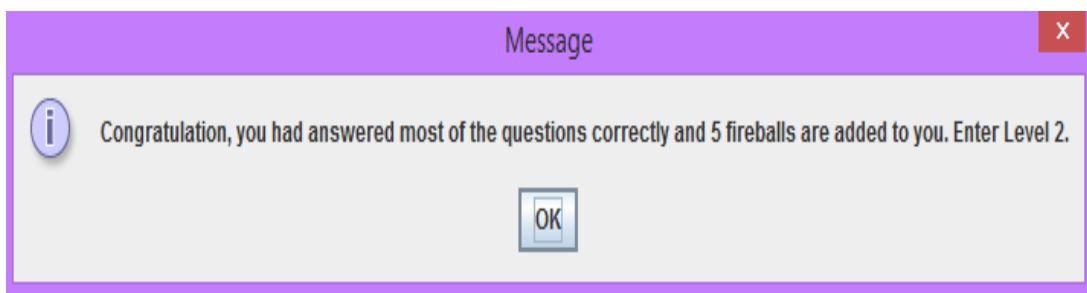 Message
X
Congratulation, you had answered most of the questions correctly and 5 fireballs are added to you. Enter Level 2.
OK